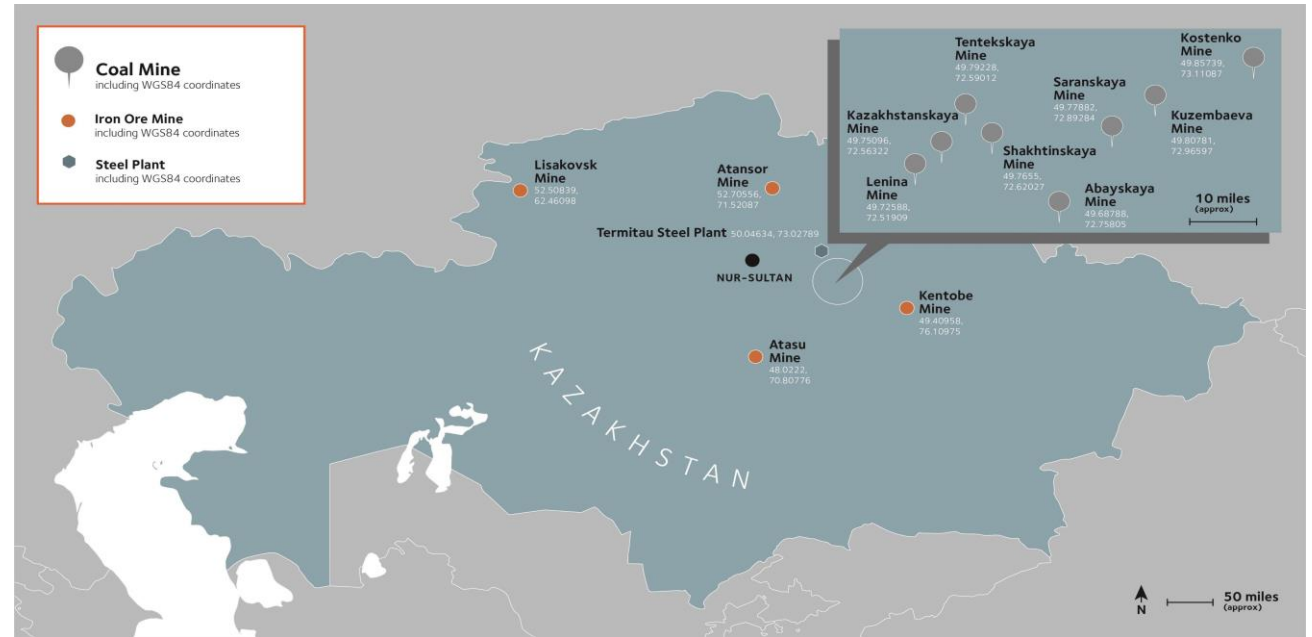 Coal Mine
including WGS84 coordinates
Iron Ore Mine
including WGS84 coordinates
Steel Plant
including WGS84 coordinates
Tentekskaya
Mine
49.79228,
72.59012
Kostenko
Mine
49.85739,
73.11087
Saranskaya
Mine
49.77882,
72.89284
Kazakhstanskaya
Mine
49.75096,
72.56322
Kuzembaeva
Mine
49.80781,
72.96597
Shakhtinskaya
Mine
49.7655,
72.62027
Lenina
Mine
49.72588,
72.51909
Abayskaya
Mine
49.68788,
72.75805
10 miles
(approx)
Lisakovsk
Mine
52.50839,
62.46098
Atansor
Mine
52.70556,
71.52087
Termitau Steel Plant 50.04634, 73.02789
NUR-SULTAN
Kentobe
Mine
49.40958,
76.10975
Atasu
Mine
48.0222,
70.80776
KAZAKHSTAN
N
50 miles
(approx)